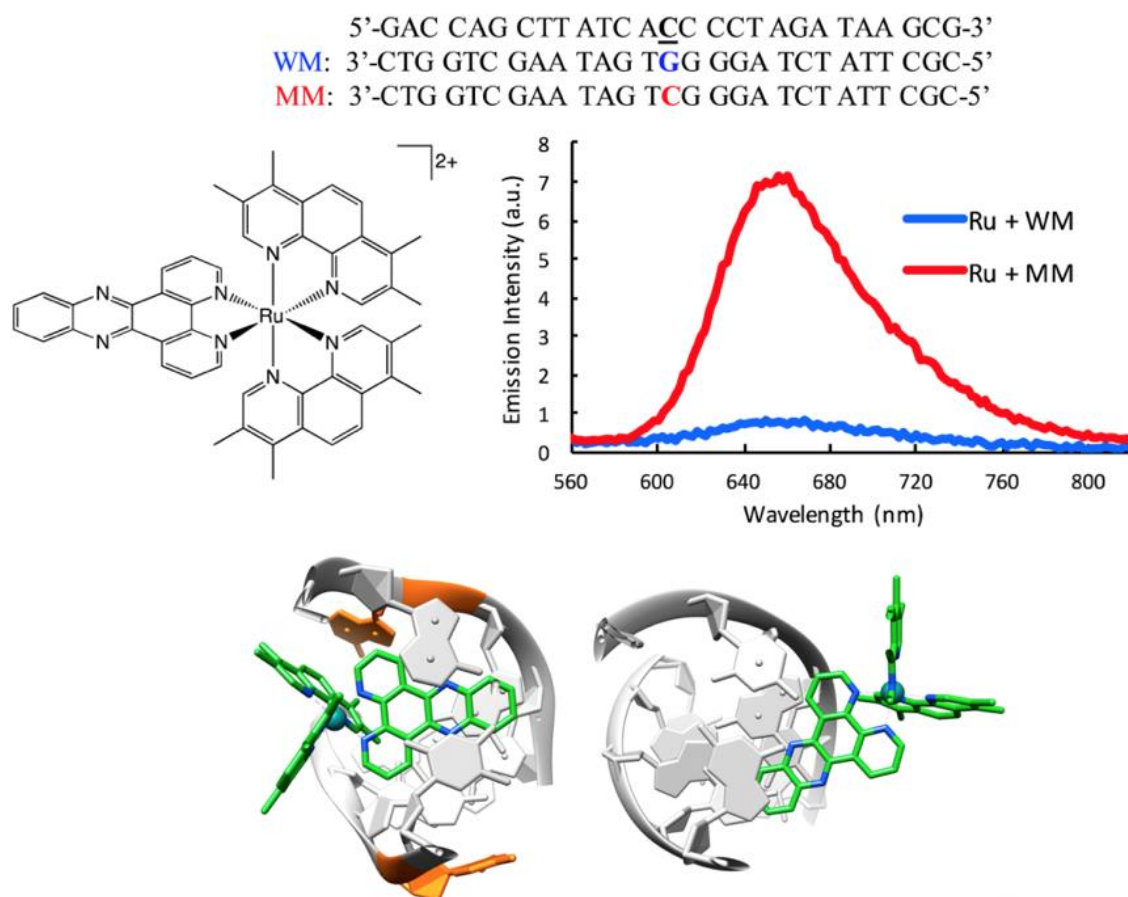 5'-GAC CAG CTT ATC ACC CCT AGA TAA GCG-3'
WM: 3'-CTG GTC GAA TAG TGG GGA TCT ATT CGC-5'
MM: 3'-CTG GTC GAA TAG TCG GGA TCT ATT CGC-5'
2+
N
N
N
N
N
N
N
N
Ru
8
7
6
5
4
3
2
1
0
Emission Intensity (a.u.)
Ru + WM
Ru + MM
560 600 640 680 720 760 800
Wavelength (nm)